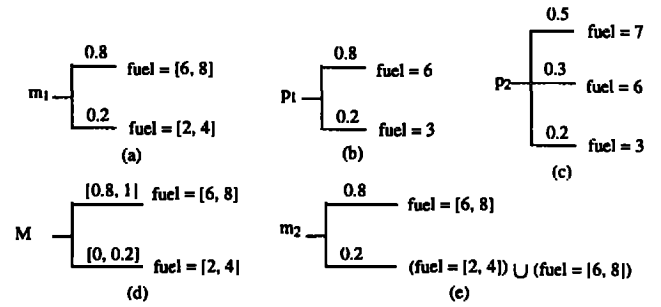 0.8 fuel = [6, 8]
m1
0.2 fuel = [2, 4]
(a)
0.8 fuel = 6
p1
0.2 fuel = 3
(b)
0.5 fuel = 7
p2 0.3 fuel = 6
0.2 fuel = 3
(c)
[0.8, 1] fuel = [6, 8]
M
[0, 0.2] fuel = [2, 4]
(d)
0.8 fuel = [6, 8]
m2
0.2 (fuel = [2, 4]) ∪ (fuel = [6, 8])
(e)